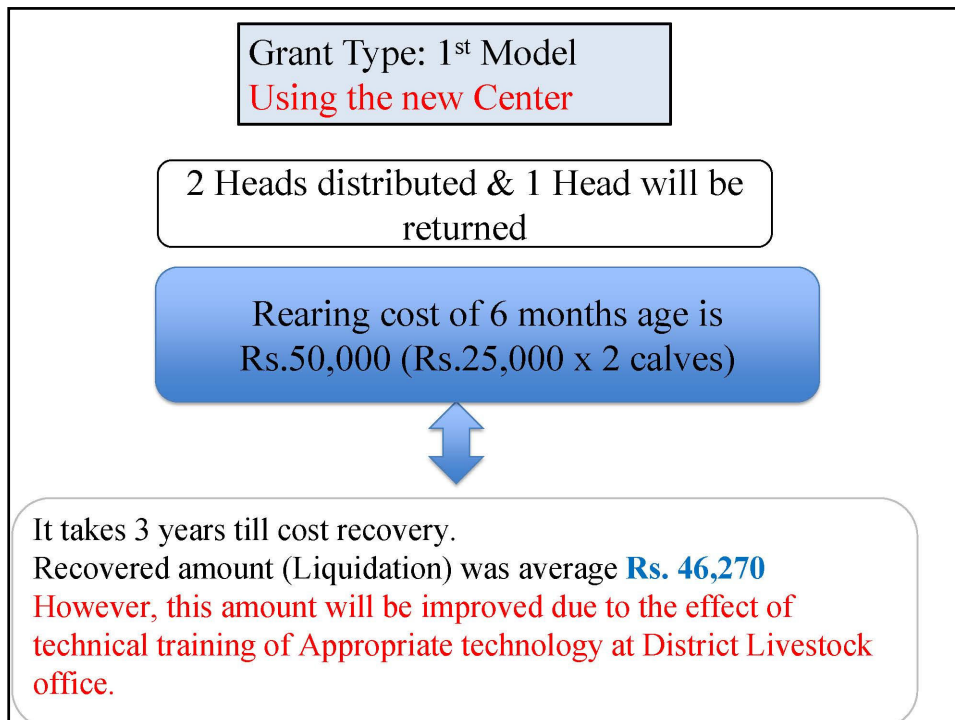 Grant Type: 1st Model
Using the new Center
2 Heads distributed & 1 Head will be
returned
Rearing cost of 6 months age is
Rs.50,000 (Rs.25,000 x 2 calves)
It takes 3 years till cost recovery.
Recovered amount (Liquidation) was average Rs. 46,270
However, this amount will be improved due to the effect of
technical training of Appropriate technology at District Livestock
office.